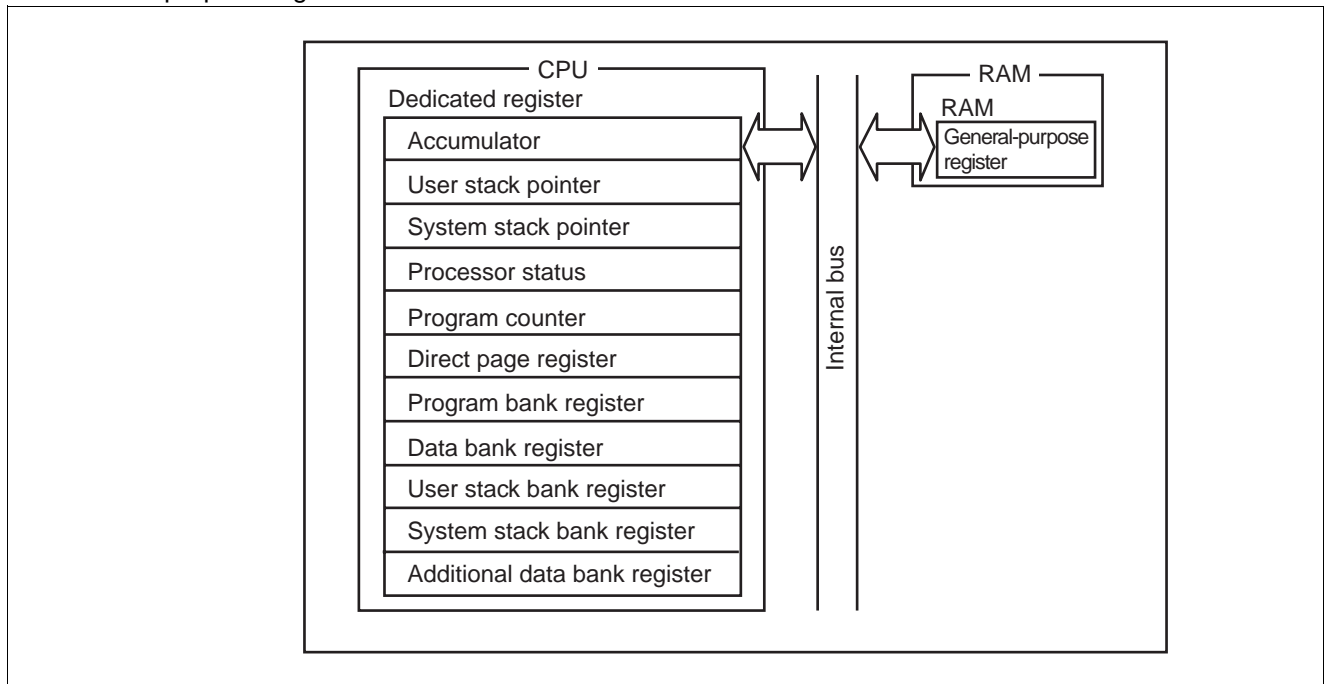 CPU
Dedicated register
Accumulator
User stack pointer
System stack pointer
Processor status
Program counter
Direct page register
Program bank register
Data bank register
User stack bank register
System stack bank register
Additional data bank register
Internal bus
RAM
RAM
General-purpose
register